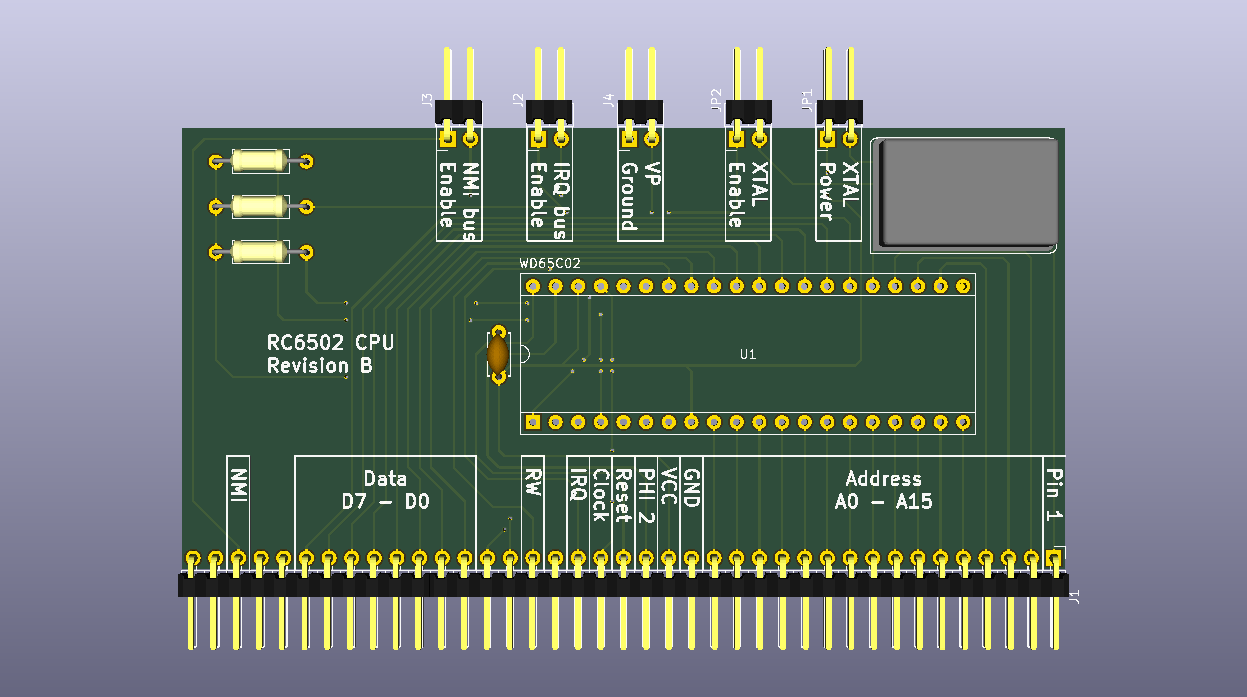 J3
J2
J4
JP2
JP1
NMI bus
Enable
IRQ bus
Enable
VP
Ground
XTAL
Enable
XTAL
Power
WD65C02
U1
RC6502 CPU
Revision B
NMI
Data
D7 - D0
RW
IRQ
Clock
Reset
PHI 2
VCC
GND
Address
A0 - A15
Pin 1
J1